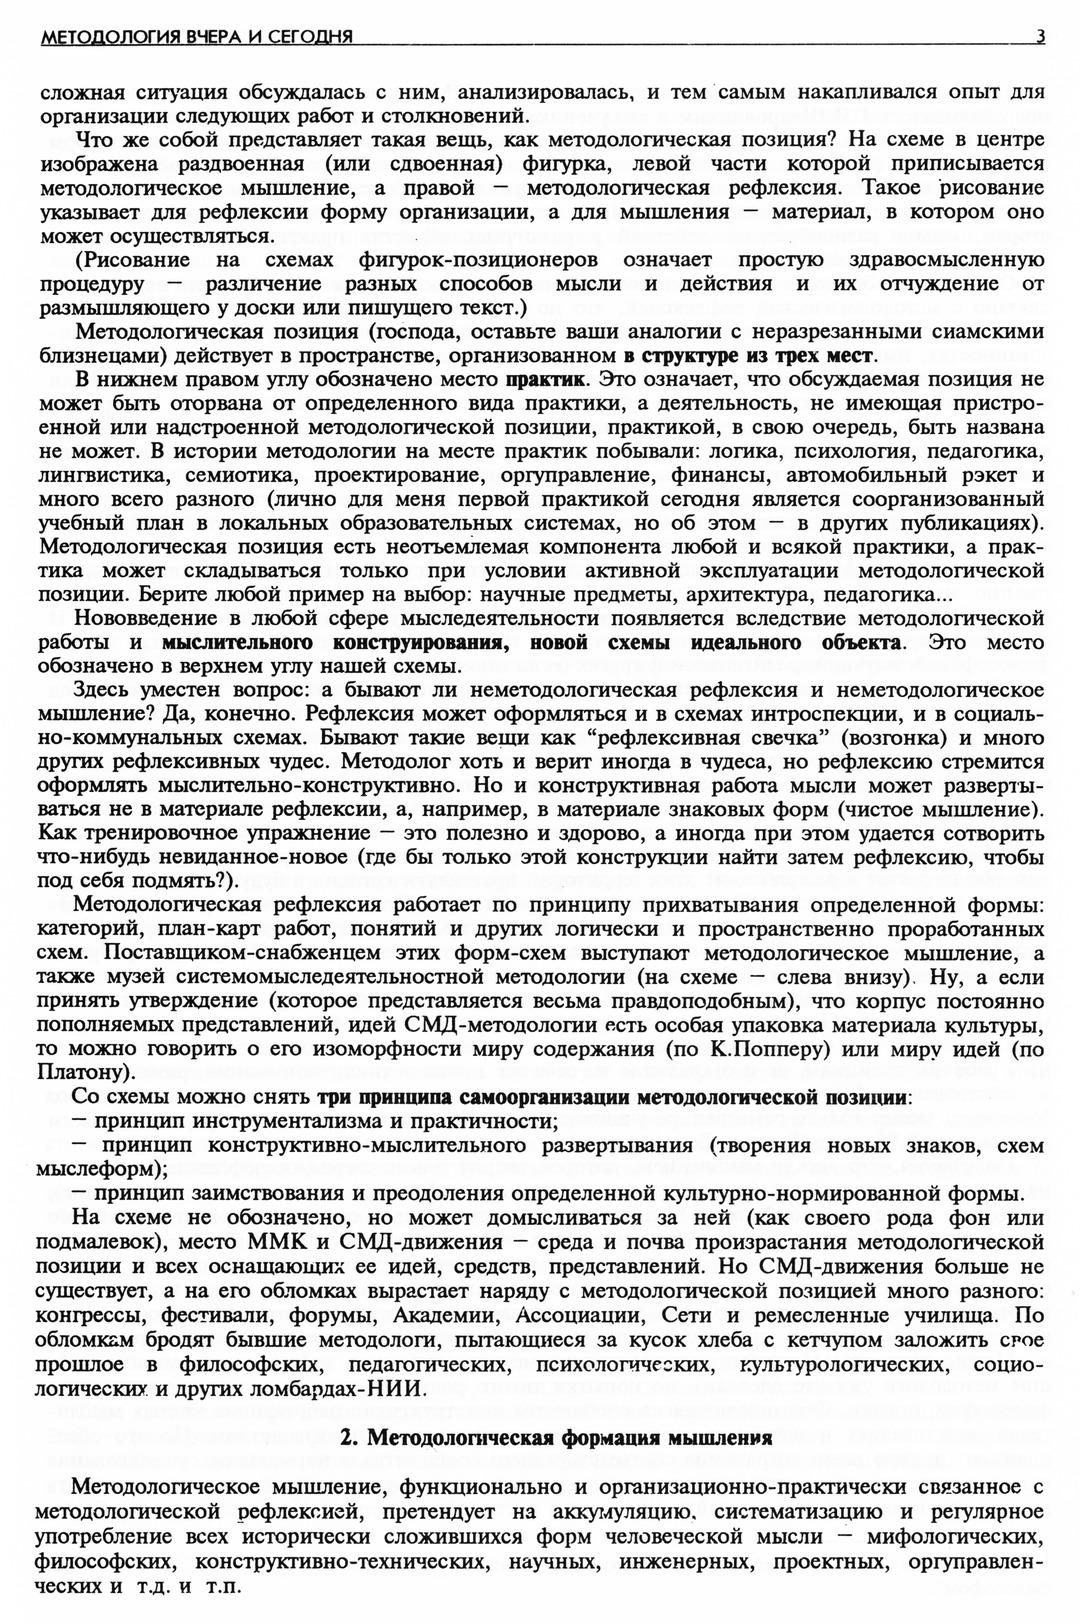 МЕТОДОЛОГИЯ ВЧЕРА И СЕГОДНЯ 3
сложная ситуация обсуждалась с ним, анализировалась, и тем самым накапливался опыт для
организации следующих работ и столкновений.
Что же собой представляет такая вещь, как методологическая позиция? На схеме в центре
изображена раздвоенная (или сдвоенная) фигурка, левой части которой приписывается
методологическое мышление, а правой — методологическая рефлексия. Такое рисование
указывает для рефлексии форму организации, а для мышления — материал, в котором оно
может осуществляться.
(Рисование на схемах фигурок-позиционеров означает простую здравосмысленную
процедуру — различение разных способов мысли и действия и их отчуждение от
размышляющего у доски или пишущего текст.)
Методологическая позиция (господа, оставьте ваши аналогии с неразрезанными сиамскими
близнецами) действует в пространстве, организованном в структуре из трех мест.
В нижнем правом углу обозначено место практик. Это означает, что обсуждаемая позиция не
может быть оторвана от определенного вида практики, а деятельность, не имеющая пристро-
енной или надстроенной методологической позиции, практикой, в свою очередь, быть названа
не может. В истории методологии на месте практик побывали: логика, психология, педагогика,
лингвистика, семиотика, проектирование, оргуправление, финансы, автомобильный рэкет и
много всего разного (лично для меня первой практикой сегодня является соорганизованный
учебный план в локальных образовательных системах, но об этом — в других публикациях).
Методологическая позиция есть неотъемлемая компонента любой и всякой практики, а прак-
тика может складываться только при условии активной эксплуатации методологической
позиции. Берите любой пример на выбор: научные предметы, архитектура, педагогика...
Нововведение в любой сфере мыследеятельности появляется вследствие методологической
работы и мыслительного конструирования, новой схемы идеального объекта. Это место
обозначено в верхнем углу нашей схемы.
Здесь уместен вопрос: а бывают ли неметодологическая рефлексия и неметодологическое
мышление? Да, конечно. Рефлексия может оформляться и в схемах интроспекции, и в социаль-
но-коммунальных схемах. Бывают такие вещи как “рефлексивная свечка” (возгонка) и много
других рефлексивных чудес. Методолог хоть и верит иногда в чудеса, но рефлексию стремится
оформлять мыслительно-конструктивно. Но и конструктивная работа мысли может разверты-
ваться не в материале рефлексии, а, например, в материале знаковых форм (чистое мышление).
Как тренировочное упражнение — это полезно и здорово, а иногда при этом удается сотворить
что-нибудь невиданное-новое (где бы только этой конструкции найти затем рефлексию, чтобы
под себя подмять?).
Методологическая рефлексия работает по принципу прихватывания определенной формы:
категорий, план-карт работ, понятий и других логически и пространственно проработанных
схем. Поставщиком-снабженцем этих форм-схем выступают методологическое мышление, а
также музей системомыследеятельностной методологии (на схеме — слева внизу). Ну, а если
принять утверждение (которое представляется весьма правдоподобным), что корпус постоянно
пополняемых представлений, идей СМД-методологии есть особая упаковка материала культуры,
то можно говорить о его изоморфности миру содержания (по К.Попперу) или миру идей (по
Платону).
Со схемы можно снять три принципа самоорганизации методологической позиции:
— принцип инструментализма и практичности;
— принцип конструктивно-мыслительного развертывания (творения новых знаков, схем
мыслеформ);
— принцип заимствования и преодоления определенной культурно-нормированной формы.
На схеме не обозначено, но может домысливаться за ней (как своего рода фон или
подмалевок), место ММК и СМД-движения — среда и почва произрастания методологической
позиции и всех оснащающих ее идей, средств, представлений. Но СМД-движения больше не
существует, а на его обломках вырастает наряду с методологической позицией много разного:
конгрессы, фестивали, форумы, Академии, Ассоциации, Сети и ремесленные училища. По
обломкам бродят бывшие методологи, пытающиеся за кусок хлеба с кетчупом заложить свое
прошлое в философских, педагогических, психологических, культурологических, социо-
логических и других ломбардах-НИИ.
2. Методологическая формация мышления
Методологическое мышление, функционально и организационно-практически связанное с
методологической рефлексией, претендует на аккумуляцию, систематизацию и регулярное
употребление всех исторически сложившихся форм человеческой мысли — мифологических,
философских, конструктивно-технических, научных, инженерных, проектных, оргуправлен-
ческих и т.д. и т.п.